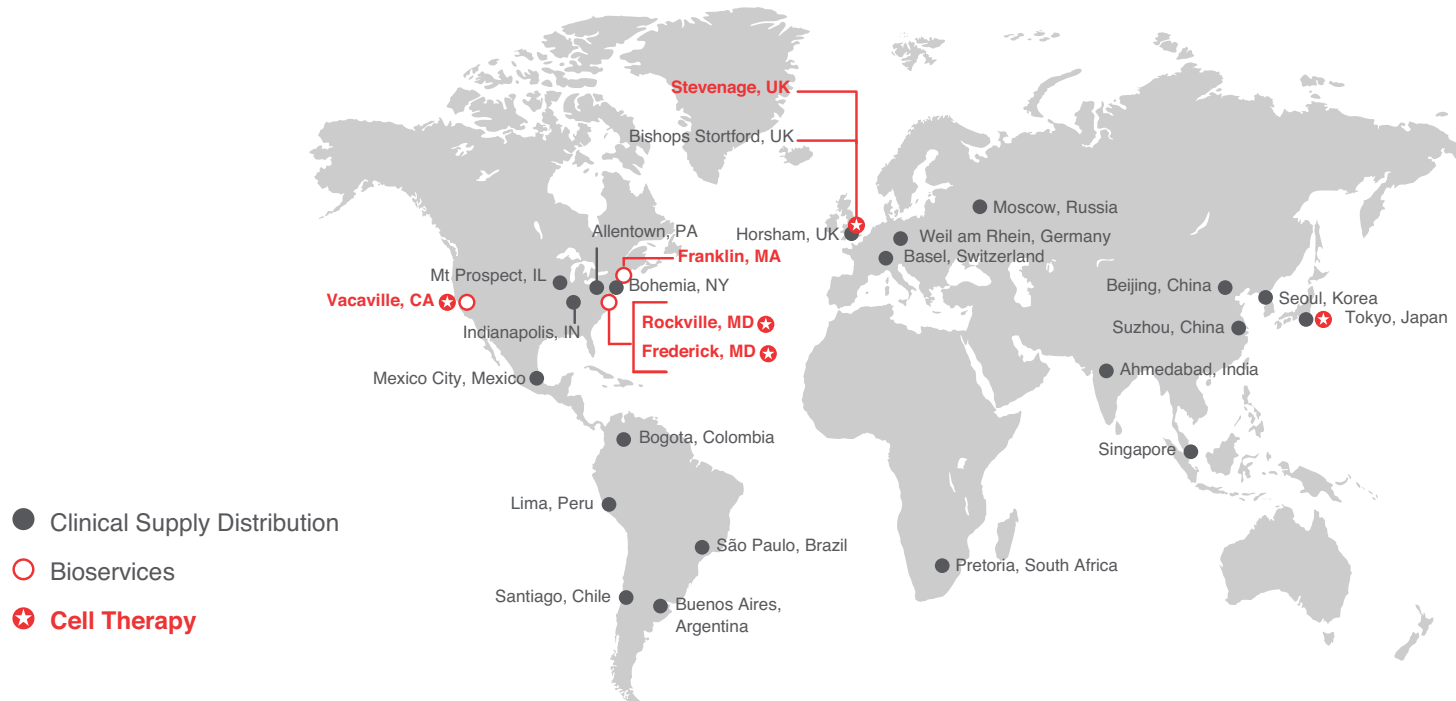 Stevenage, UK
Bishops Stortford, UK
Moscow, Russia
Allentown, PA
Horsham, UK
Weil am Rhein, Germany
Franklin, MA
Basel, Switzerland
Mt Prospect, IL
Bohemia, NY
Beijing, China
Vacaville, CA
Seoul, Korea
Rockville, MD
Tokyo, Japan
Indianapolis, IN
Suzhou, China
Frederick, MD
Mexico City, Mexico
Ahmedabad, India
Bogota, Colombia
Singapore
Lima, Peru
Clinical Supply Distribution
São Paulo, Brazil
Pretoria, South Africa
Bioservices
Santiago, Chile
Buenos Aires,
Argentina
Cell Therapy